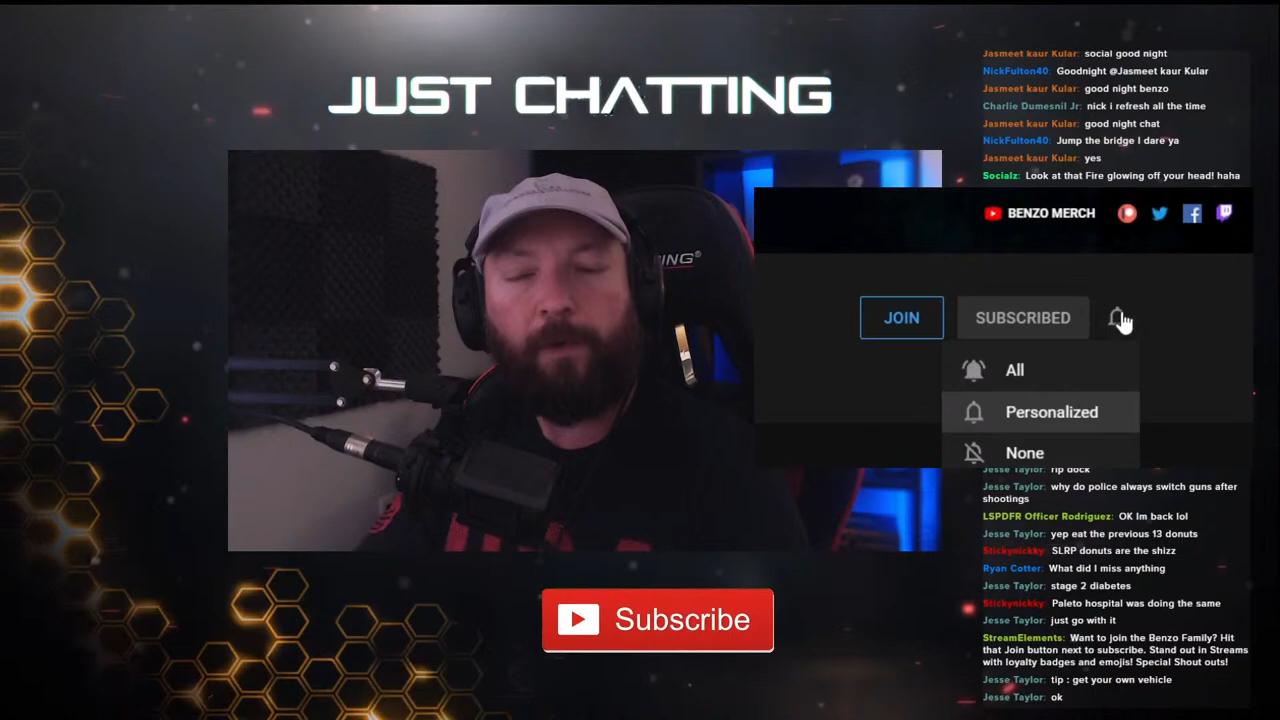 JUST CHATTING
Jasmeet kaur Kular: social good night
NickFulton40: Goodnight @Jasmeet kaur Kular
Jasmeet kaur Kular: good night benzo
Charlie Dumesnil Jr: nick i refresh all the time
Jasmeet kaur Kular: good night chat
NickFulton40: Jump the bridge I dare ya
Jasmeet kaur Kular: yes
Socialz: Look at that Fire glowing off your head! haha
BENZO MERCH
JOIN
SUBSCRIBED
All
Personalized
None
ING®
Jesse Taylor: rip dock
Jesse Taylor: why do police always switch guns after
shootings
LSPDFR Officer Rodriguez: OK Im back lol
Jesse Taylor: yep eat the previous 13 donuts
Stickynickky: SLRP donuts are the shizz
Ryan Cotter: What did I miss anything
Jesse Taylor: stage 2 diabetes
Stickynickky: Paleto hospital was doing the same
Jesse Taylor: just go with it
StreamElements: Want to join the Benzo Family? Hit
that Join button next to subscribe. Stand out in Streams
with loyalty badges and emojis! Special Shout outs!
Jesse Taylor: tip : get your own vehicle
Jesse Taylor: ok
Subscribe